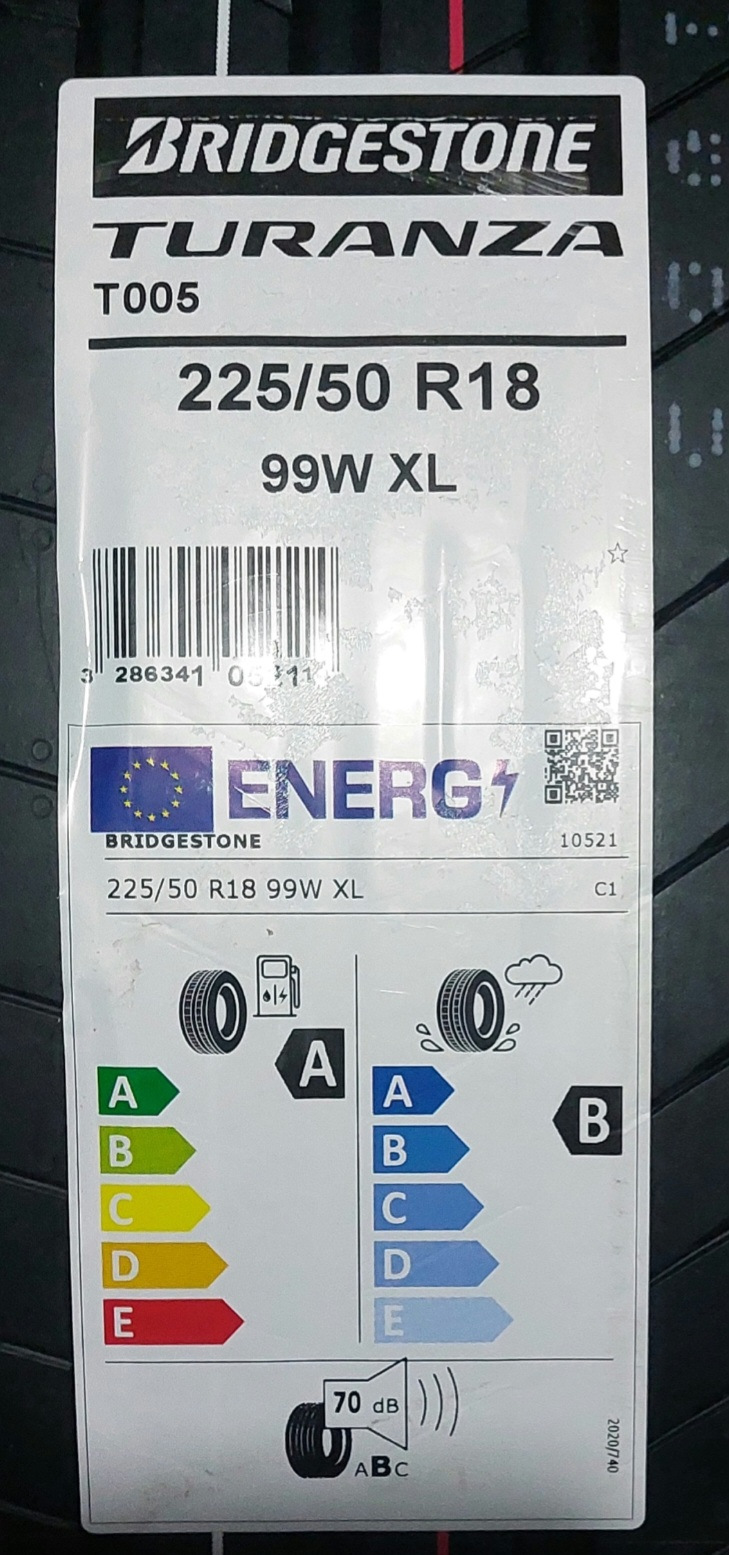 BRIDGESTONE
TURANZA
T005
225/50 R18
99W XL
3 286341
ENERG
BRIDGESTONE
10521
225/50 R18 99W XL
C1
A
A
B
C
D
E
B
A
B
C
D
E
70 dB
ABC
2020/740